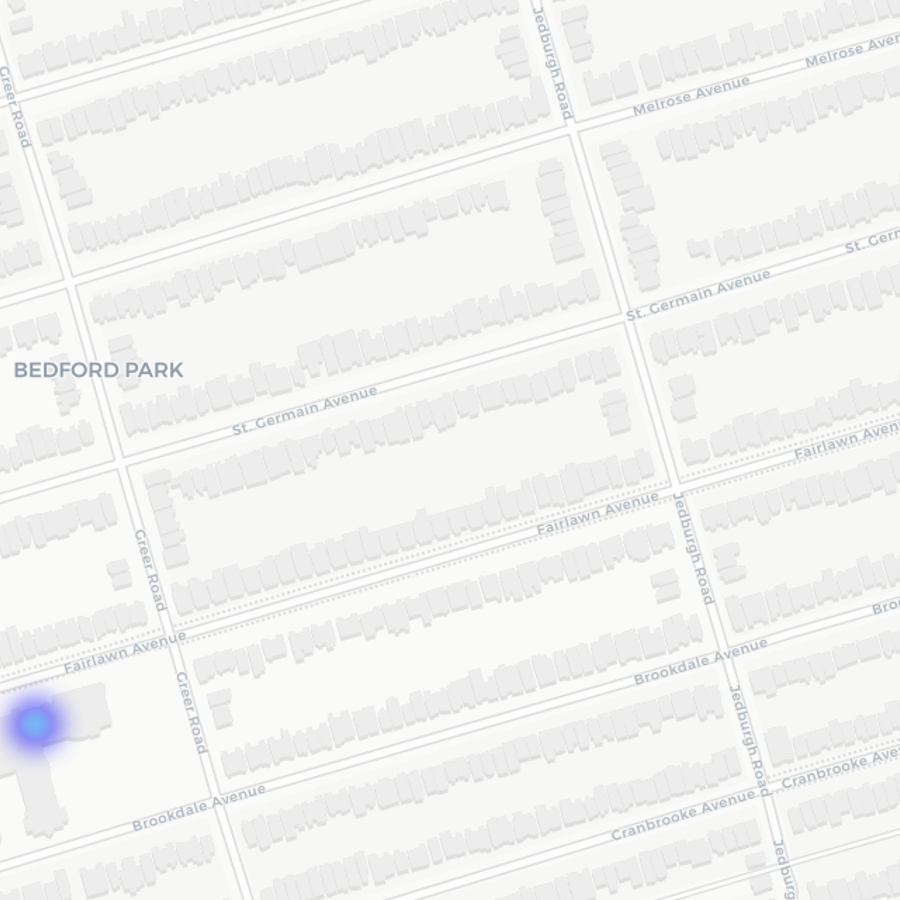 Jedburgh Road
Melrose Aven
Greer Road
Melrose Avenue
St. Germ
St. Germain Avenue
BEDFORD PARK
St. Germain Avenue
Fairlawn Aven
Fairlawn Avenue
Greer Road
Jedburgh Road
Bro
Fairlawn Avenue
Brookdale Avenue
Greer Road
Jedburgh Road
Cranbrooke Ave
Brookdale Avenue
Cranbrooke Avenue
Jedburg